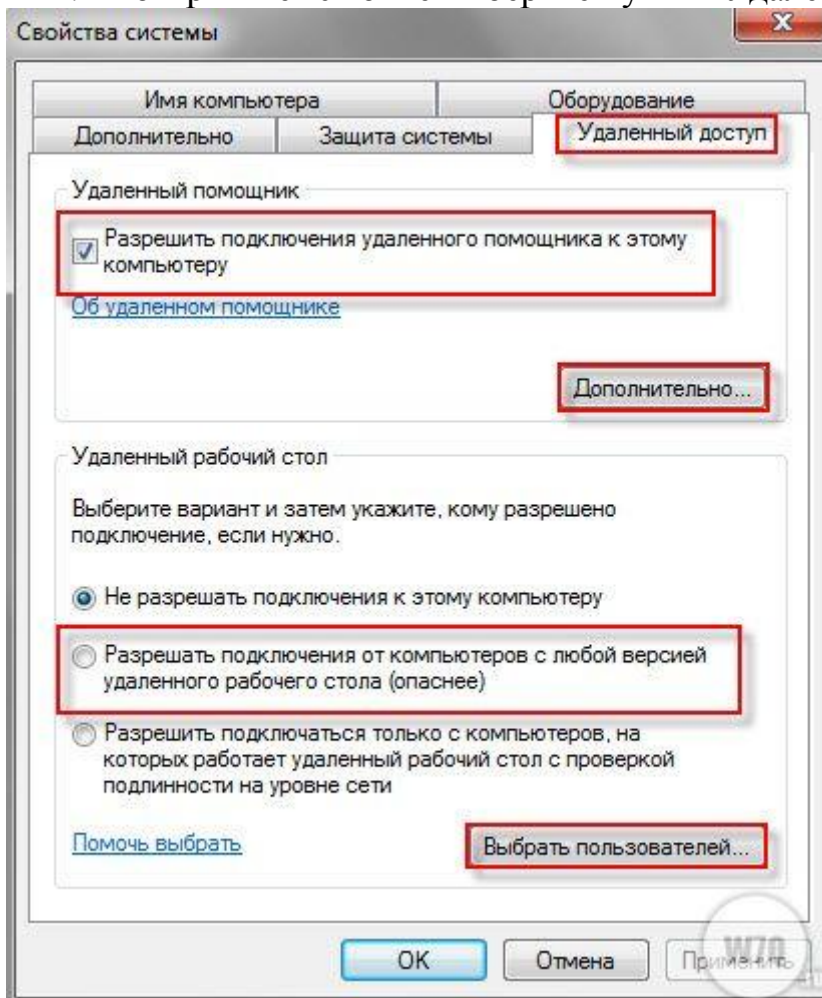 Свойства системы
Имя компьютера
Оборудование
Дополнительно
Защита системы
Удаленный доступ
Удаленный помощник
Разрешить подключения удаленного помощника к этому
компьютеру
Об удаленном помощнике
Дополнительно...
Удаленный рабочий стол
Выберите вариант и затем укажите, кому разрешено
подключение, если нужно.
Не разрешать подключения к этому компьютеру
Разрешать подключения от компьютеров с любой версией
удаленного рабочего стола (опаснее)
Разрешить подключаться только с компьютеров, на
которых работает удаленный рабочий стол с проверкой
подлинности на уровне сети
Помочь выбрать
Выбрать пользователей...
OK
Отмена
Применить